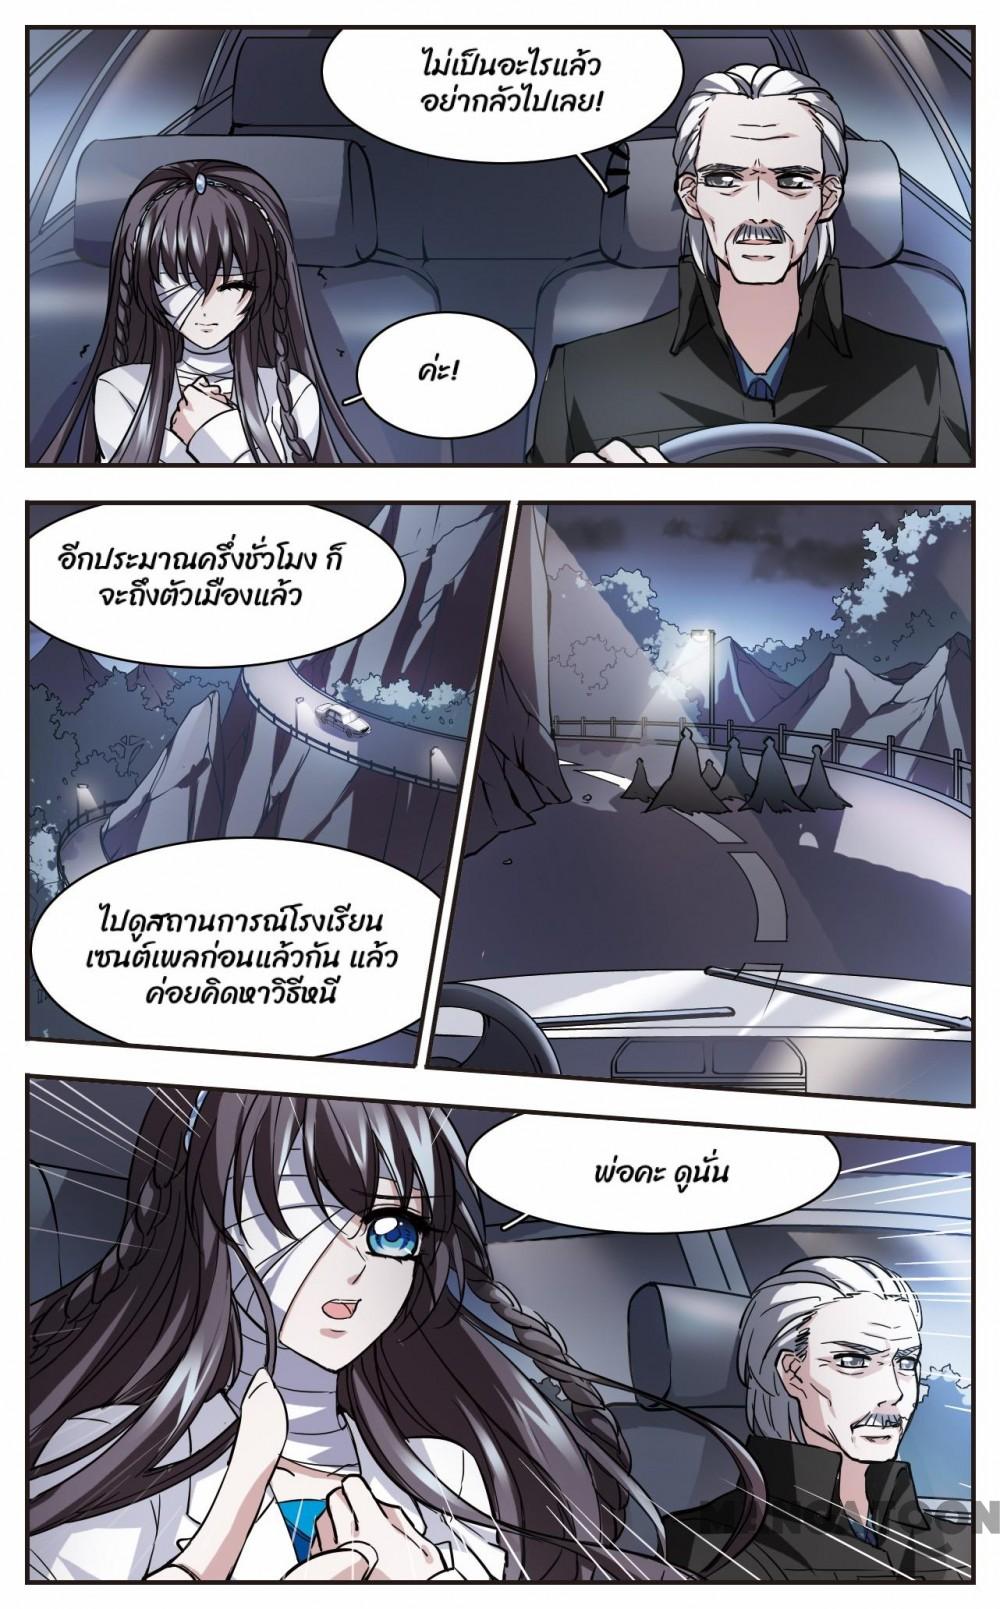 ไม่เป็นอะไรแล้ว
อย่ากลัวไปเลย!
ค่ะ!
อีกประมาณครึ่งชั่วโมง ก็
จะถึงตัวเมืองแล้ว
ไปดูสถานการณ์โรงเรียน
เซนต์เพลก่อนแล้วกัน แล้ว
ค่อยคิดหาวิธีหนี
พ่อคะ ดูนั่น
MANGATOON